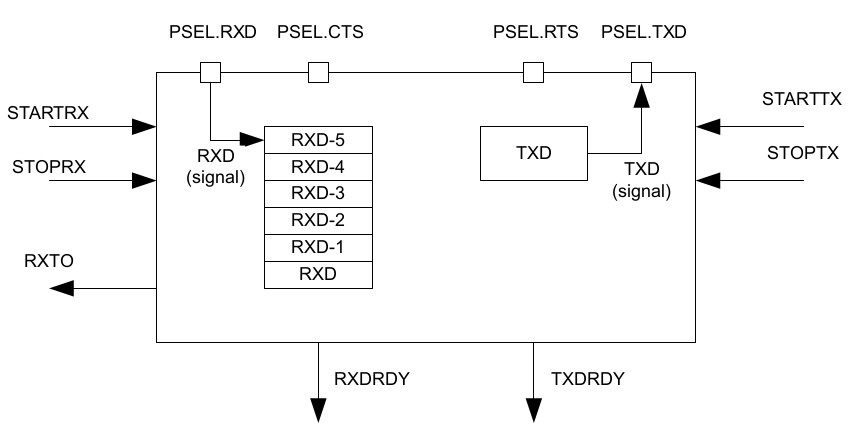 PSEL.RXD
PSEL.CTS
PSEL.RTS
PSEL.TXD
STARTRX
STOPRX
RXTO
RXD
(signal)
RXD-5
RXD-4
RXD-3
RXD-2
RXD-1
RXD
TXD
TXD
(signal)
STARTTX
STOPTX
RXDRDY
TXDRDY